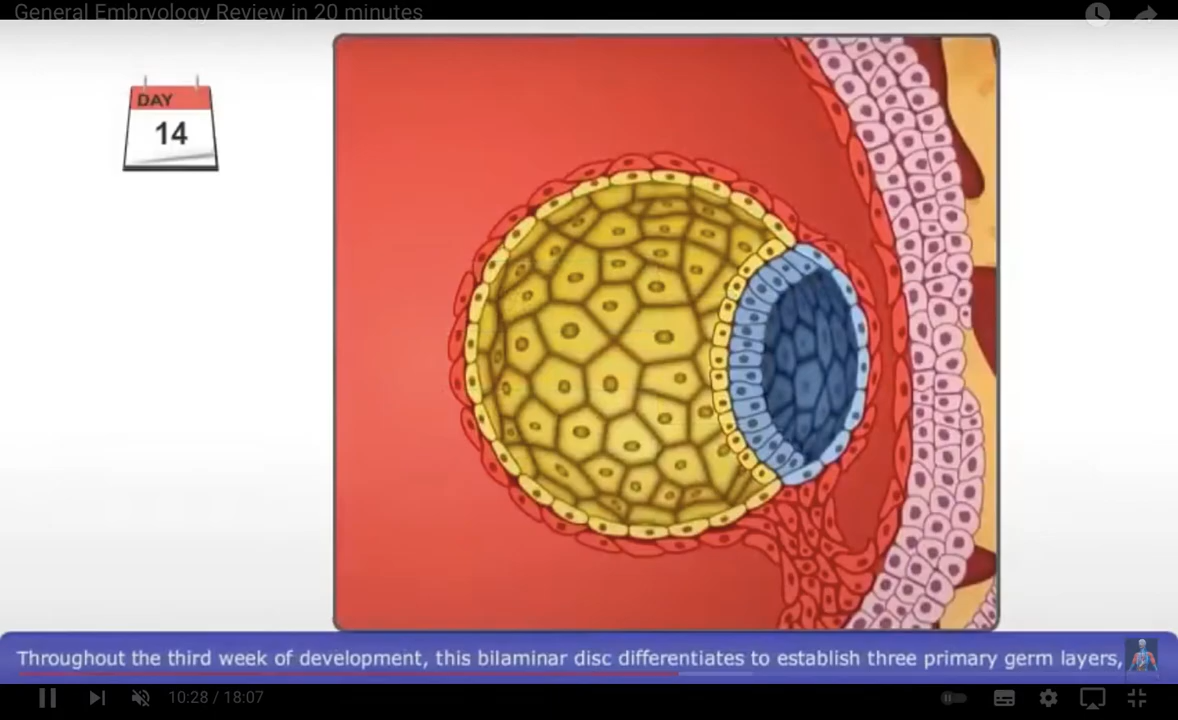 General Embryology Review in 20 minutes
DAY
14
Throughout the third week of development, this bilaminar disc differentiates to establish three primary germ layers,
10:28 / 18:07